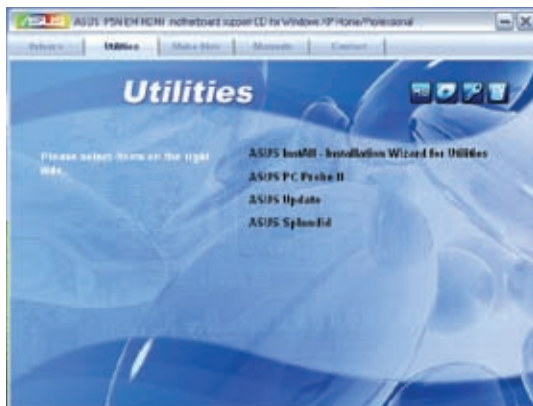 ASUS P5N-EM HDMI motherboard support CD for Windows XP Home/Professional
Drivers Utilities Make Disk Manuals Contact
Utilities
Please select items on the right side.
ASUS InstAll - Installation Wizard for Utilities
ASUS PC Probe II
ASUS Update
ASUS Splendid